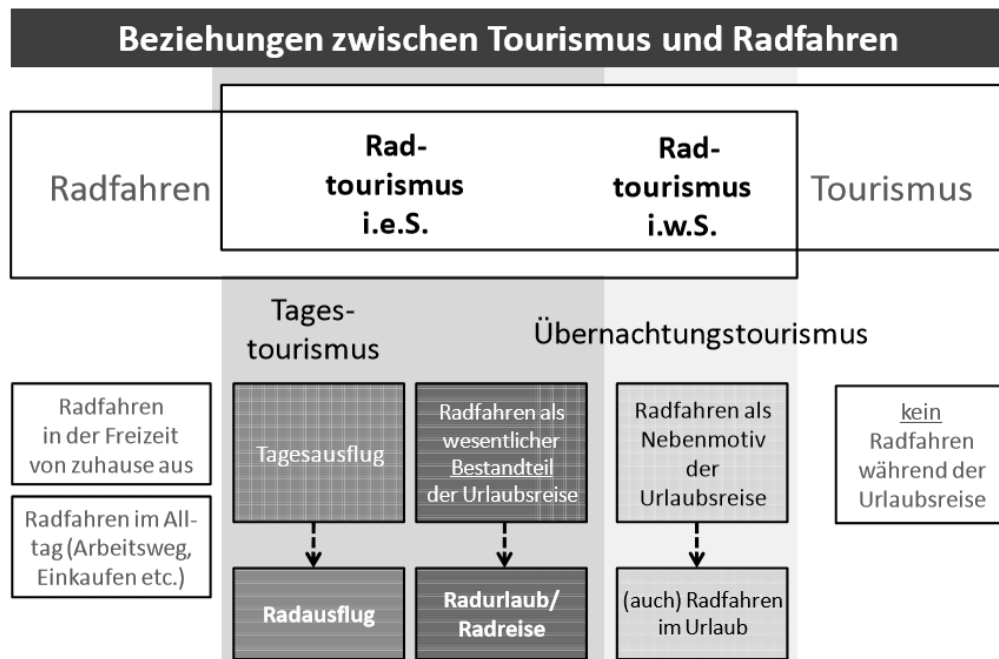 Beziehungen zwischen Tourismus und Radfahren
Radfahren
Rad-
tourismus
i.e.S.
Rad-
tourismus
i.w.S.
Tourismus
Tages-
tourismus
Übernachtungstourismus
Radfahren
in der Freizeit
von zuhause aus
Radfahren im All-
tag (Arbeitsweg,
Einkaufen etc.)
Tagesausflug
Radfahren als
wesentlicher
Bestandteil
der Urlaubsreise
Radfahren als
Nebenmotiv
der
Urlaubsreise
kein
Radfahren
während der
Urlaubsreise
Radausflug
Radurlaub/
Radreise
(auch) Radfahren
im Urlaub